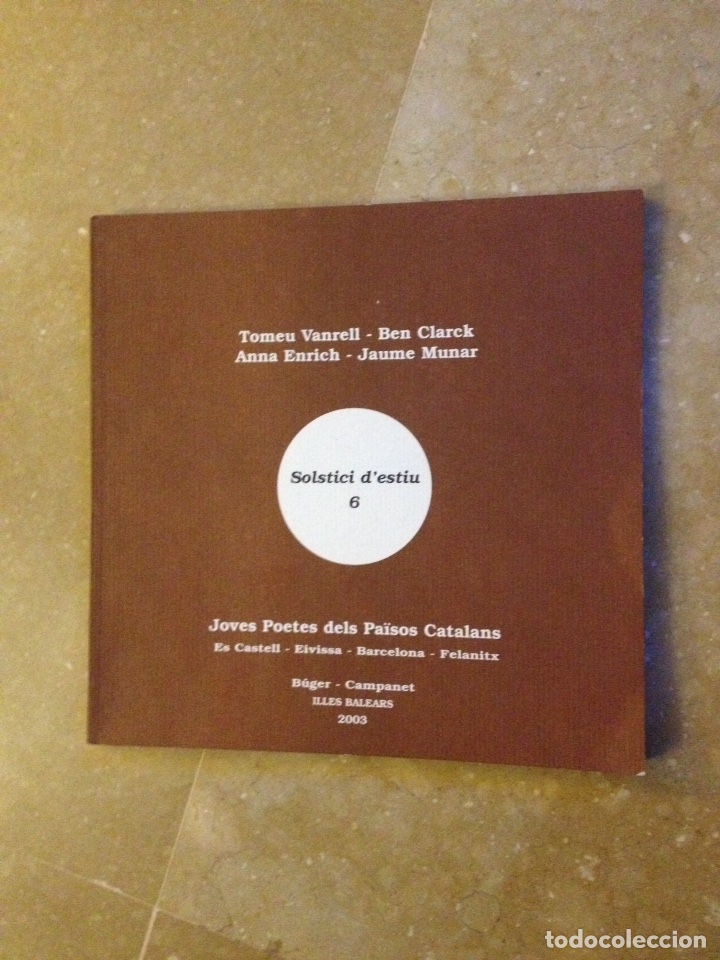 Tomeu Vanrell - Ben Clarck
Anna Enrich - Jaume Munar
Solstici d'estiu
6
Joves Poetes dels Països Catalans
Es Castell - Eivissa - Barcelona - Felanitx
Búger - Campanet
ILLES BALEARS
2003
todocoleccion